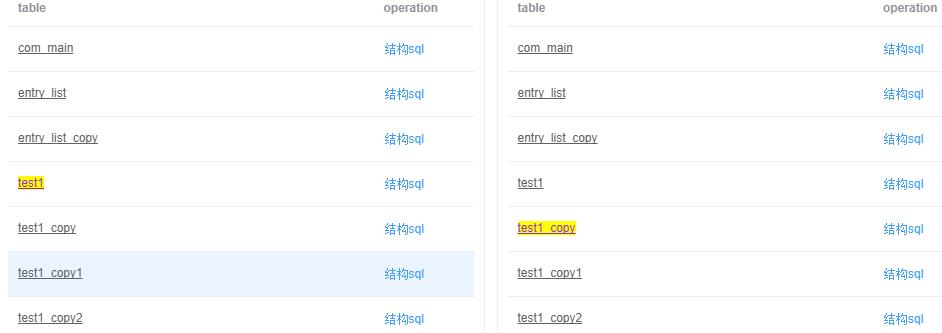 table operation
com_main 结构sql
entry_list 结构sql
entry_list_copy 结构sql
test1 结构sql
test1_copy 结构sql
test1_copy1 结构sql
test1_copy2 结构sql
table operation
com_main 结构sql
entry_list 结构sql
entry_list_copy 结构sql
test1 结构sql
test1_copy 结构sql
test1_copy1 结构sql
test1_copy2 结构sql